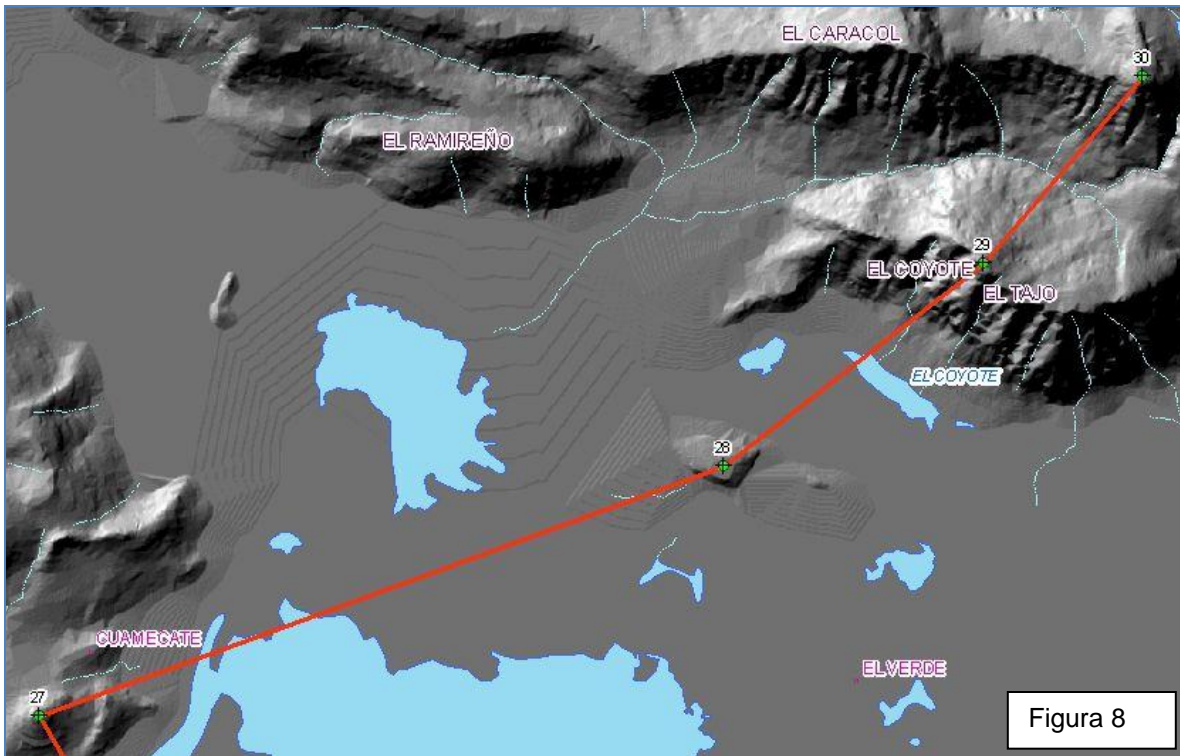 EL CARACOL
30
EL RAMIREÑO
29
EL COYOTE
EL TAJO
EL COYOTE
28
CUAMECATE
EL VERDE
27
Figura 8